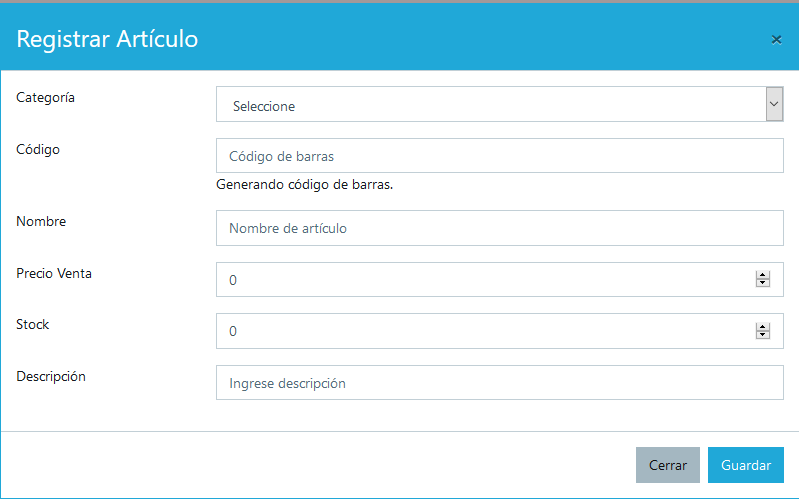 Registrar Artículo ×
Categoría Seleccione
Código Código de barras
Generando código de barras.
Nombre Nombre de artículo
Precio Venta 0
Stock 0
Descripción Ingrese descripción
Cerrar Guardar